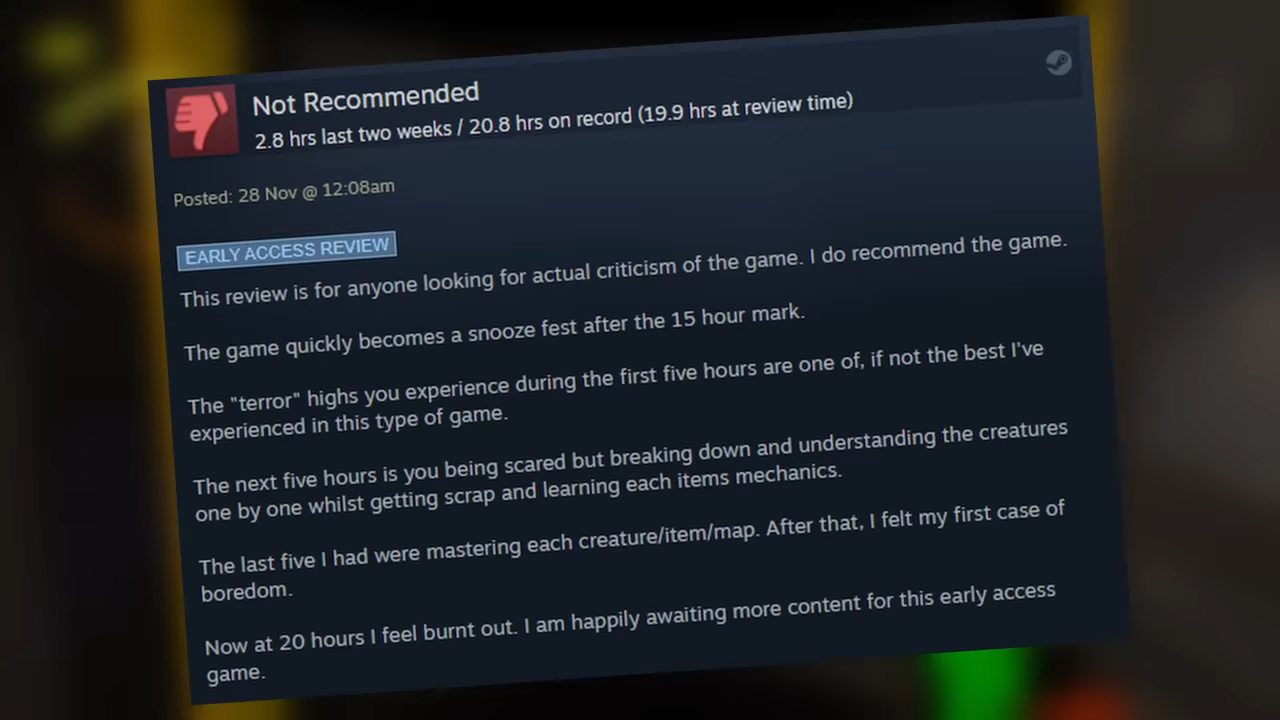 Not Recommended
2.8 hrs last two weeks / 20.8 hrs on record (19.9 hrs at review time)
Posted: 28 Nov @ 12:08am
EARLY ACCESS REVIEW
This review is for anyone looking for actual criticism of the game. I do recommend the game.
The game quickly becomes a snooze fest after the 15 hour mark.
The "terror" highs you experience during the first five hours are one of, if not the best I've
experienced in this type of game.
The next five hours is you being scared but breaking down and understanding the creatures
one by one whilst getting scrap and learning each items mechanics.
The last five I had were mastering each creature/item/map. After that, I felt my first case of
boredom.
Now at 20 hours I feel burnt out. I am happily awaiting more content for this early access
game.